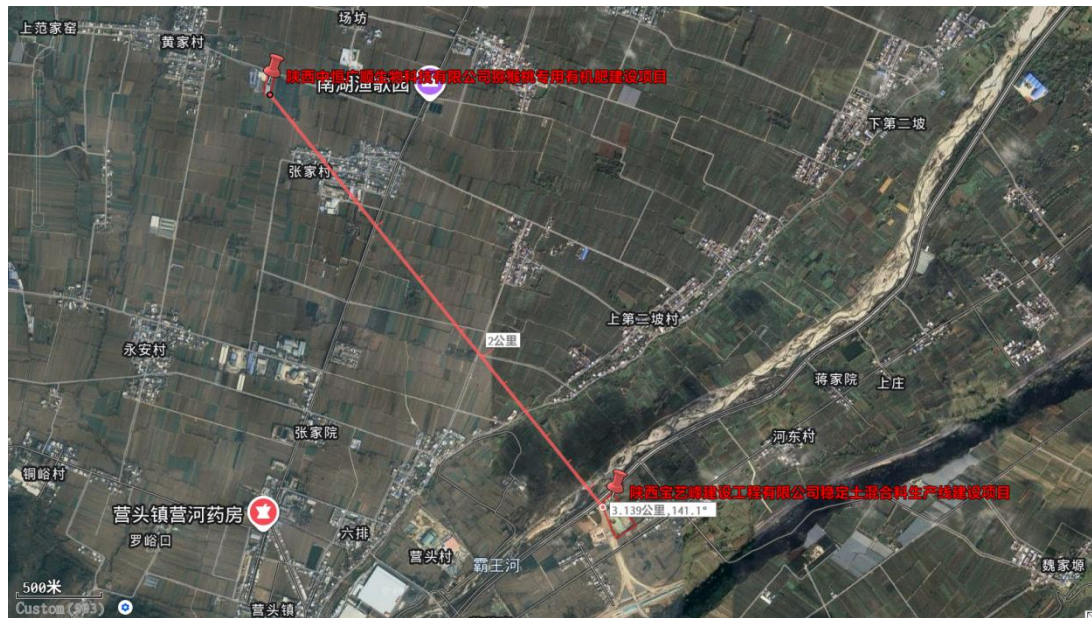 场坊
上范家窑
黄家村
陕西中恒广顺生物科技有限公司猕猴桃专用有机肥建设项目
南湖渔歌园
下第二坡
张家村
上第二坡村
2公里
永安村
蒋家院
上庄
张家院
河东村
铜峪村
陕西宝艺嵘建设工程有限公司稳定土混合料生产线建设项目
3.139公里,141.1°
营头镇营河药房
六排
罗峪口
营头村
霸王河
魏家塬
500米
营头镇